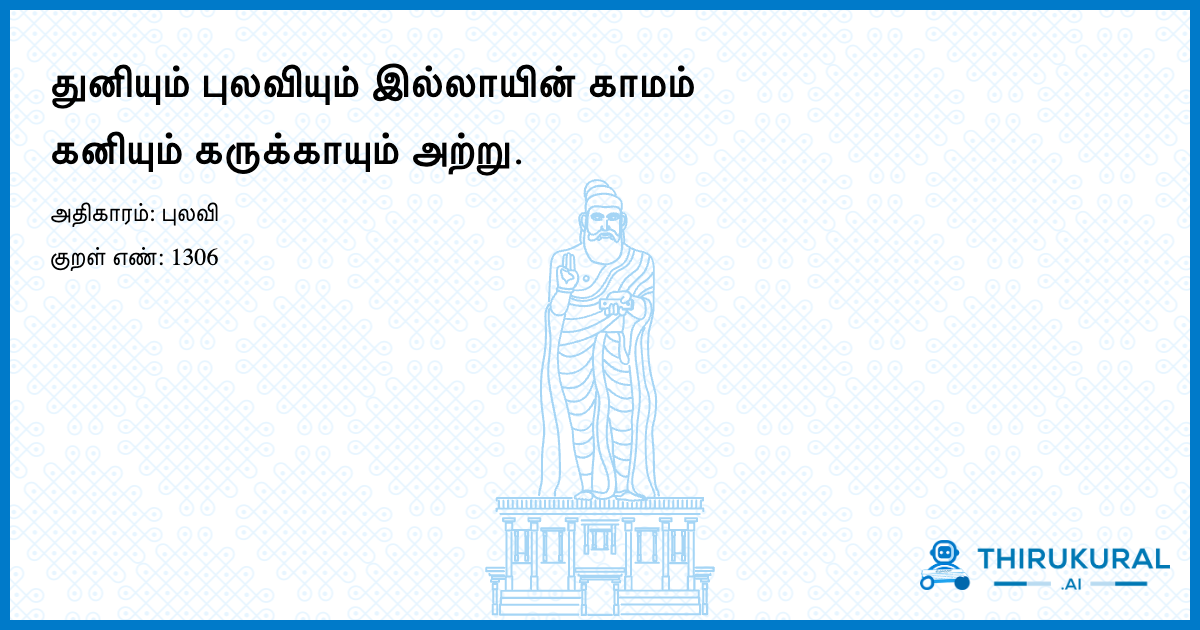 துனியும் புலவியும் இல்லாயின் காமம்
கனியும் கருக்காயும் அற்று.
அதிகாரம்: புலவி
குறள் எண்: 1306
THIRUKURAL
.AI